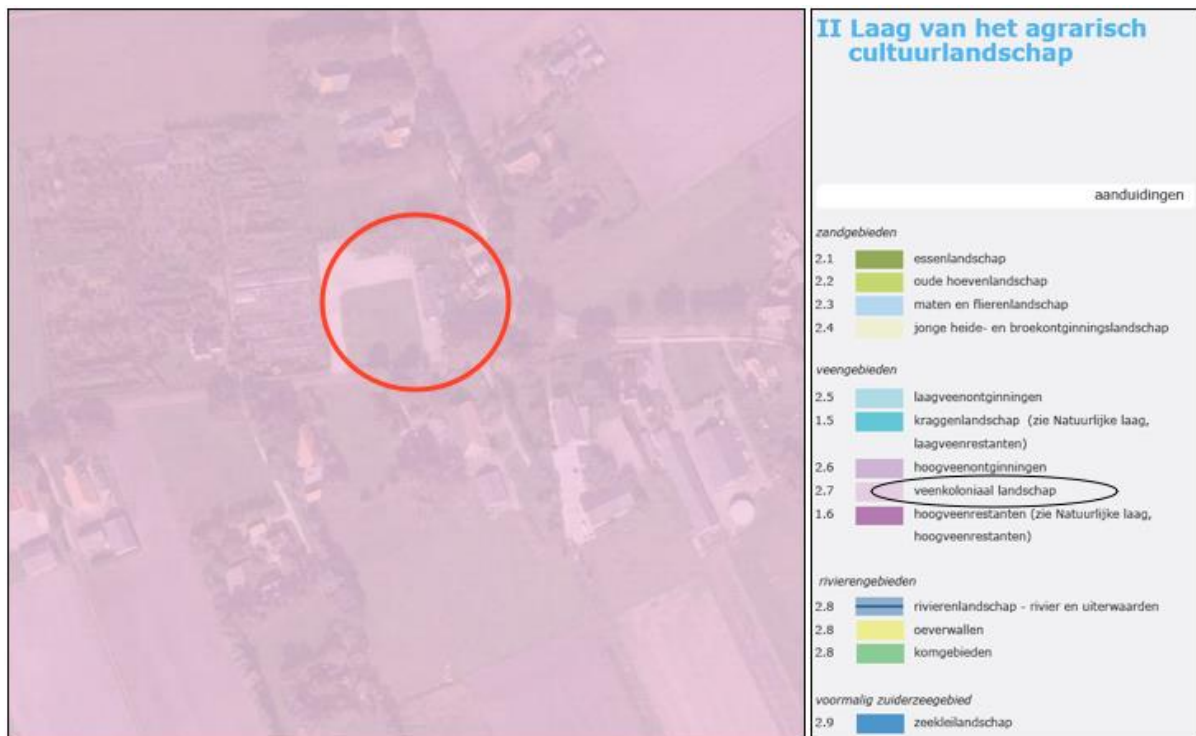 II Laag van het agrarisch
cultuurlandschap
aanduidingen
zandgebieden
2.1 essenlandschap
2.2 oude hoevenlandschap
2.3 maten en flierenlandschap
2.4 jonge heide- en broekontginningslandschap
veengebieden
2.5 laagveenontginningen
1.5 kraggenlandschap (zie Natuurlijke laag,
laagveenrestanten)
2.6 hoogveenontginningen
2.7 veenkoloniaal landschap
1.6 hoogveenrestanten (zie Natuurlijke laag,
hoogveenrestanten)
rivierengebieden
2.8 rivierenlandschap - rivier en uiterwaarden
2.8 oeverwallen
2.8 komgebieden
voormalig zuiderzeegebied
2.9 zeekleilandschap